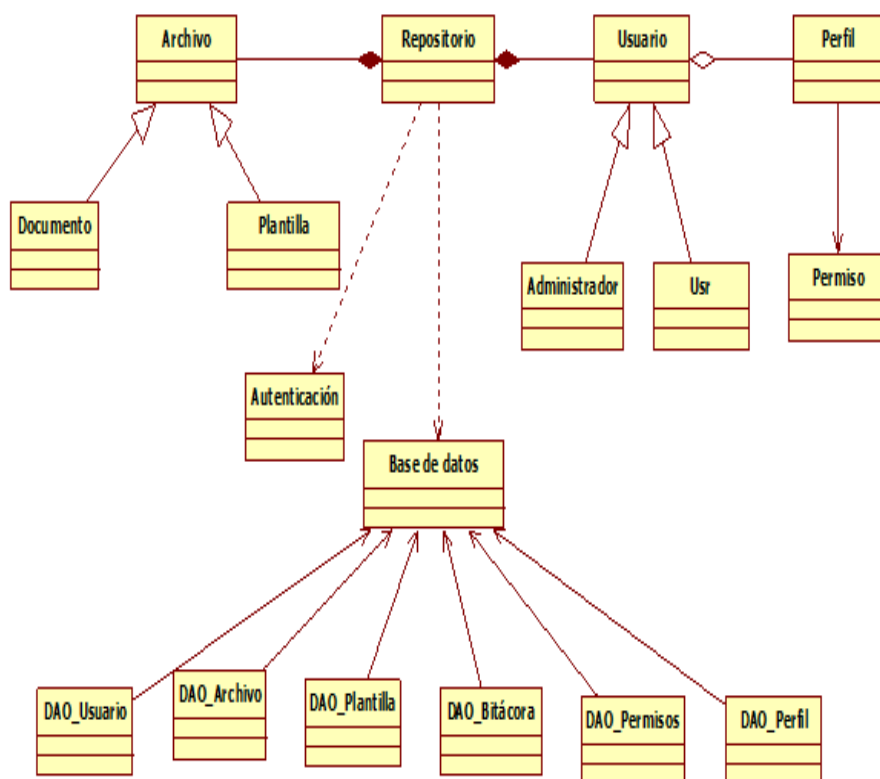 Archivo
Repositorio
Usuario
Perfil
Documento
Plantilla
Administrador
Usr
Permiso
Autenticación
Base de datos
DAO_Usuario
DAO_Archivo
DAO_Plantilla
DAO_Bitácora
DAO_Permisos
DAO_Perfil